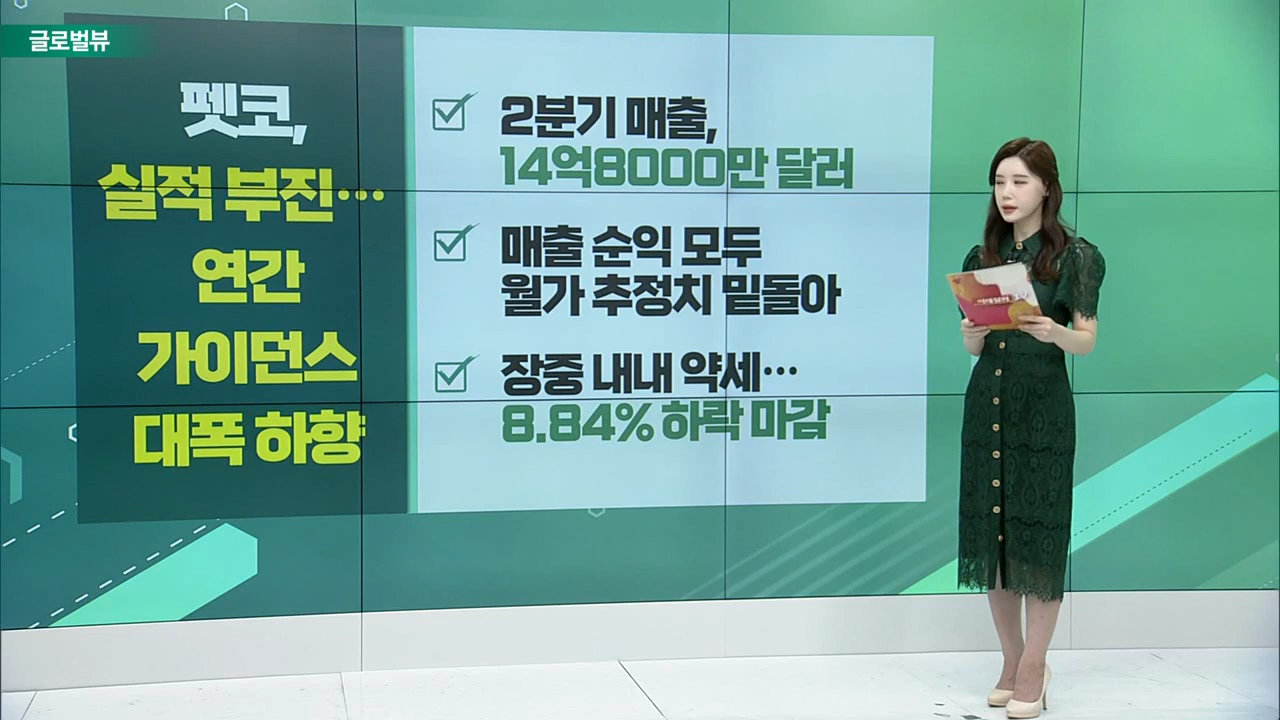 글로벌뷰
펫코,
실적 부진…
연간
가이던스
대폭 하향
2분기 매출,
14억8000만 달러
매출 순익 모두
월가 추정치 밑돌아
장중 내내 약세…
8.84% 하락 마감